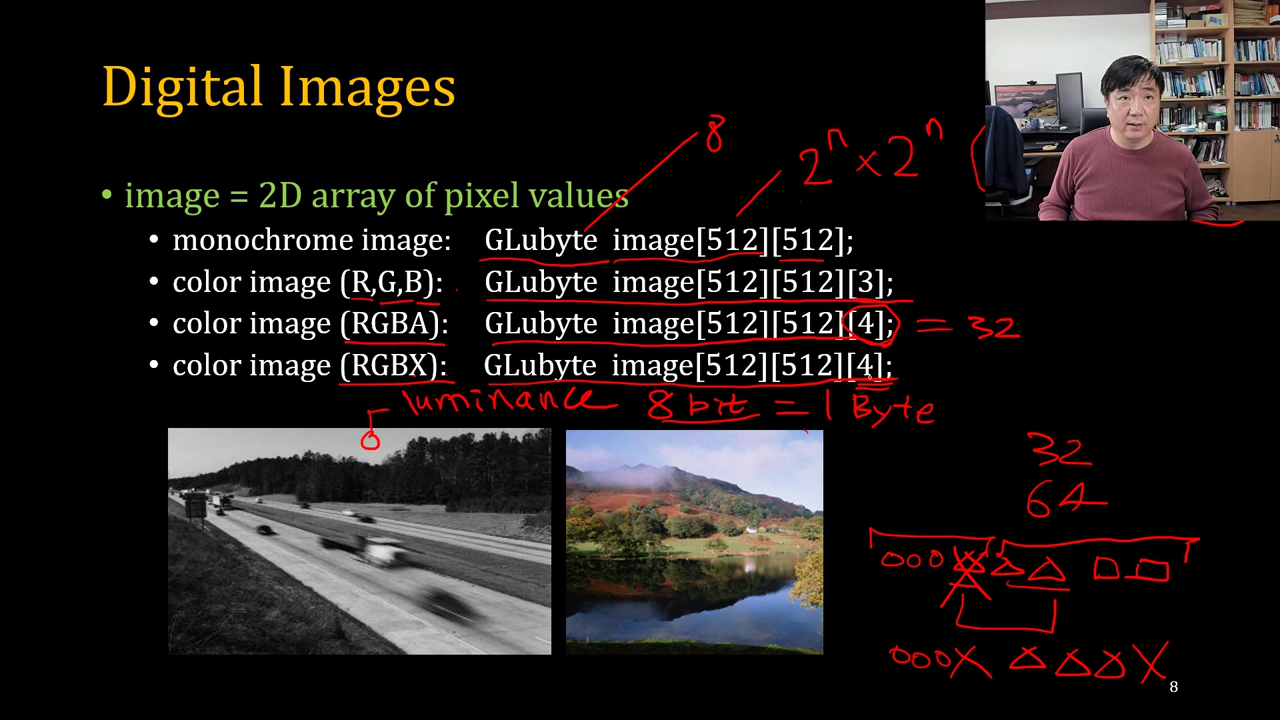 Digital Images
8
2ⁿ × 2ⁿ (
• image = 2D array of pixel values
• monochrome image: GLubyte image[512][512];
• color image (R,G,B): GLubyte image[512][512][3];
• color image (RGBA): GLubyte image[512][512][4]; = 32
• color image (RGBX): GLubyte image[512][512][4];
luminance 8 bit = 1 Byte
32
64
000X △△ □□
000X △△△X
8